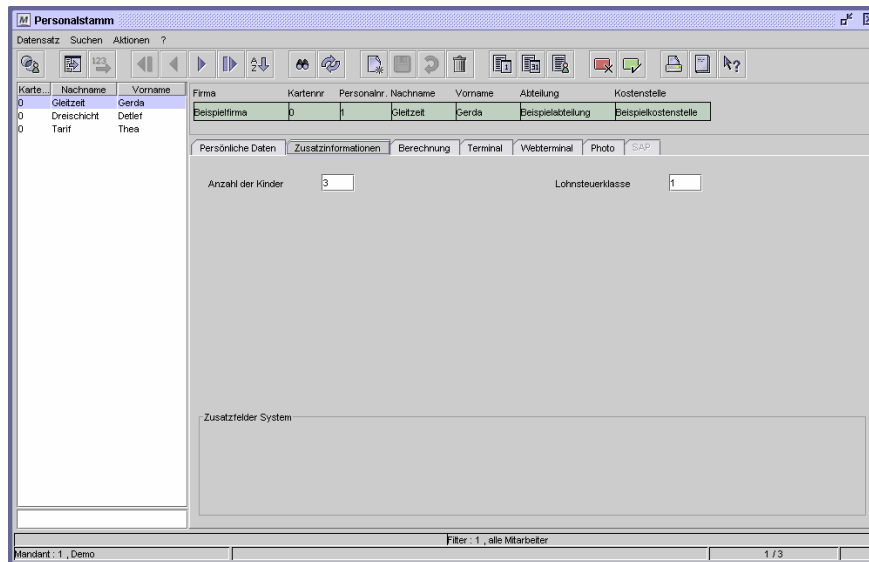 M Personalstamm
Datensatz Suchen Aktionen ?
Karte... Nachname Vorname
0 Gleitzeit Gerda
0 Dreischicht Detlef
0 Tarif Thea
Firma Kartennr Personalnr. Nachname Vorname Abteilung Kostenstelle
Beispielfirma 0 1 Gleitzeit Gerda Beispielabteilung Beispielkostenstelle
Persönliche Daten Zusatzinformationen Berechnung Terminal Webterminal Photo SAP
Anzahl der Kinder 3 Lohnsteuerklasse 1
Zusatzfelder System
Filter : 1 , alle Mitarbeiter
Mandant : 1 , Demo 1 / 3